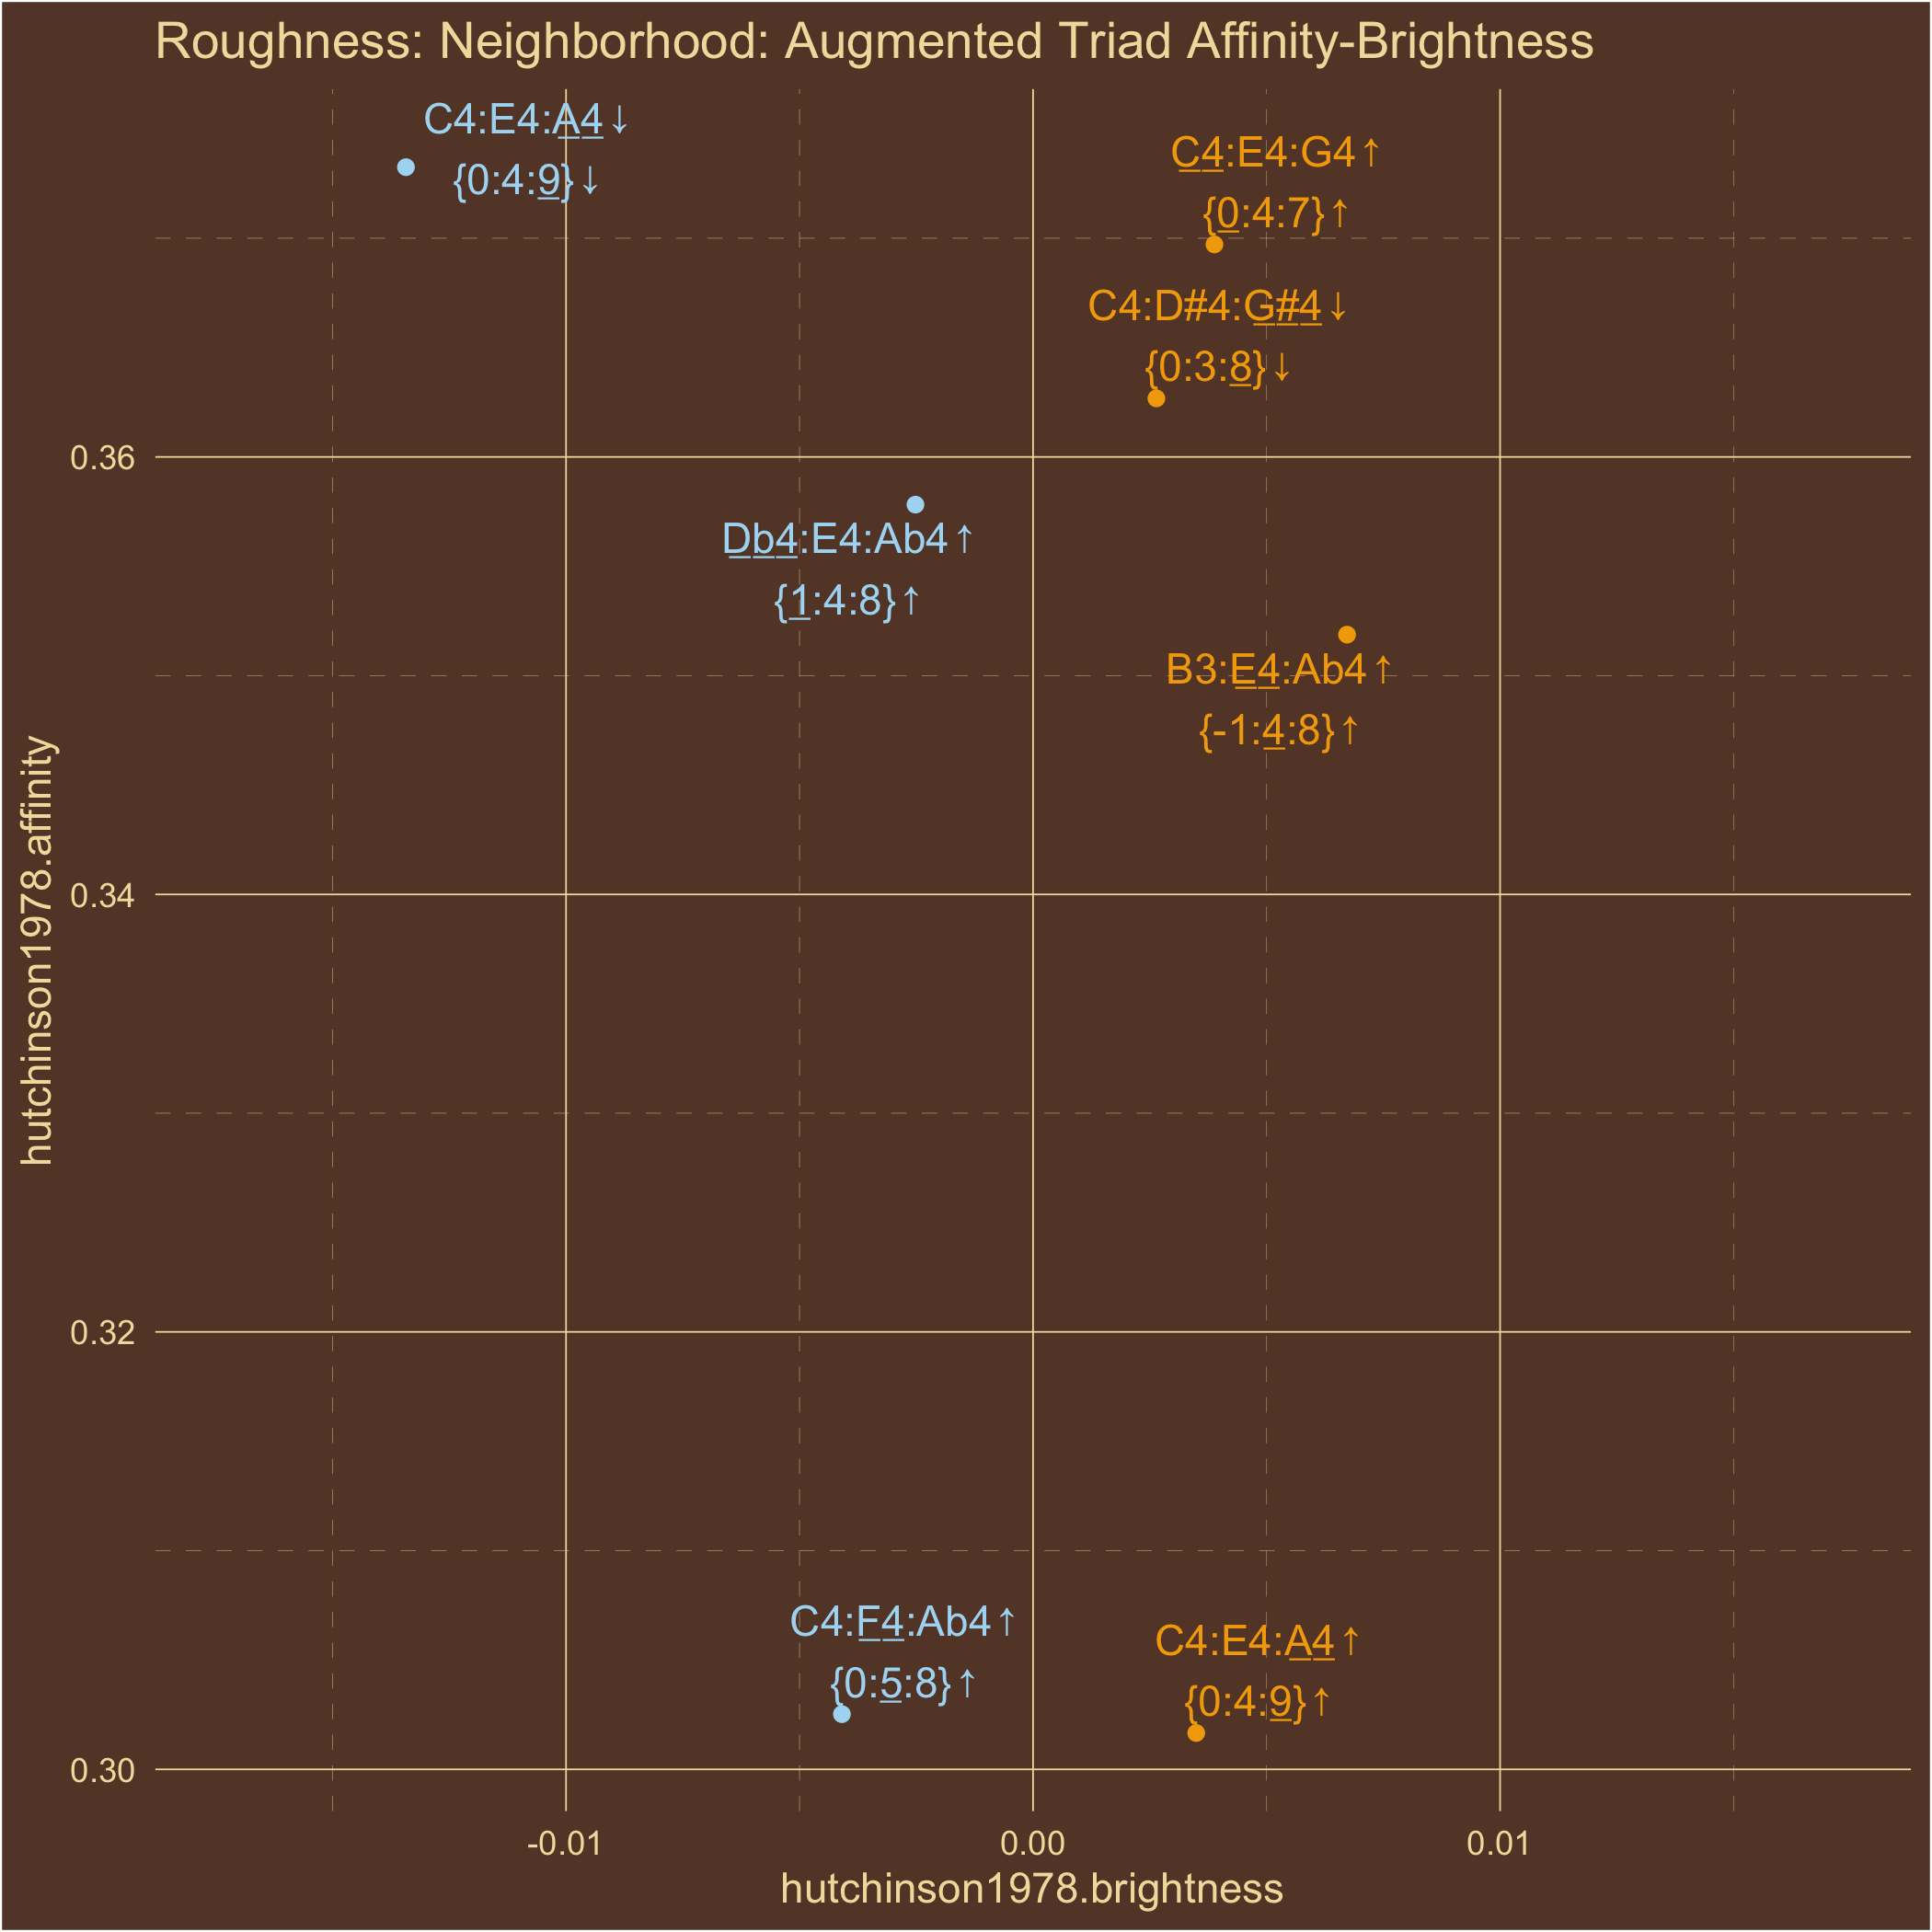 Roughness: Neighborhood: Augmented Triad Affinity-Brightness
C4:E4:A4↓
{0:4:9}↓
C4:E4:G4↑
{0:4:7}↑
C4:D#4:G#4↓
{0:3:8}↓
0.36
Db4:E4:Ab4↑
{1:4:8}↑
B3:E4:Ab4↑
{-1:4:8}↑
hutchinson1978.affinity
0.34
0.32
C4:F4:Ab4↑
{0:5:8}↑
C4:E4:A4↑
{0:4:9}↑
0.30
-0.01
0.00
0.01
hutchinson1978.brightness